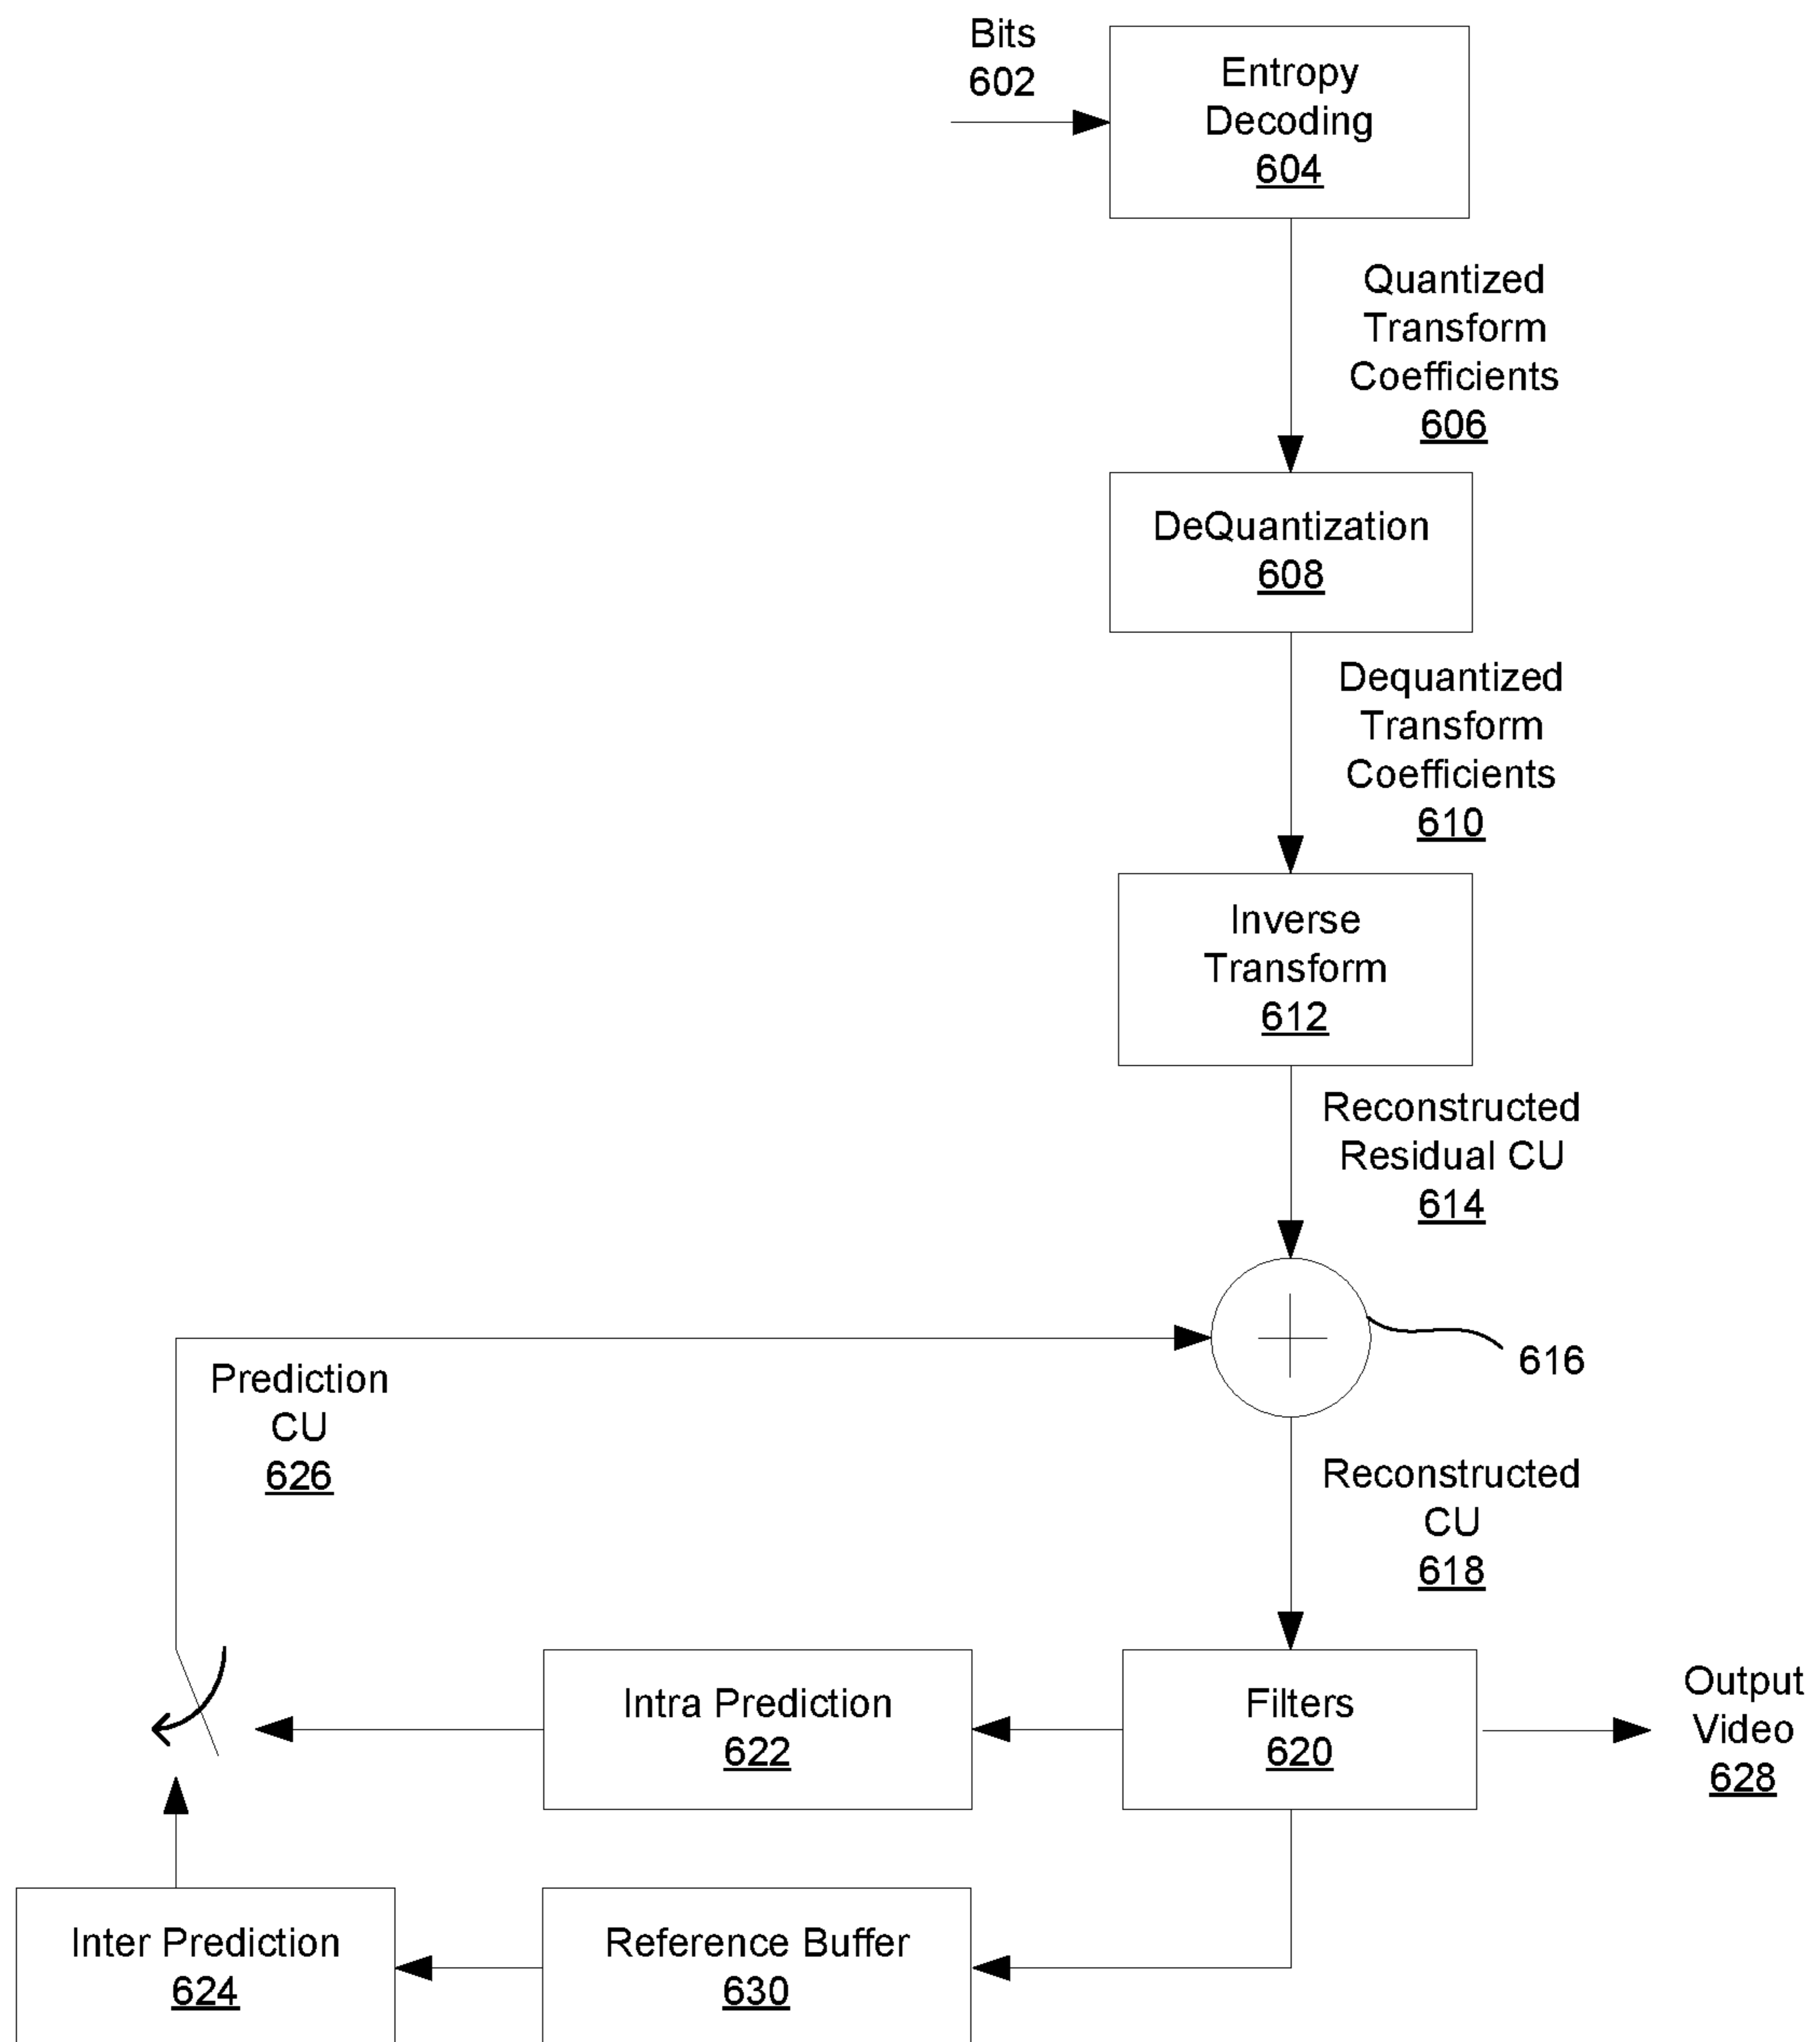 Bits
602
Entropy
Decoding
604
Quantized
Transform
Coefficients
606
DeQuantization
608
Dequantized
Transform
Coefficients
610
Inverse
Transform
612
Reconstructed
Residual CU
614
616
Prediction
CU
626
Reconstructed
CU
618
Intra Prediction
622
Filters
620
Output
Video
628
Inter Prediction
624
Reference Buffer
630